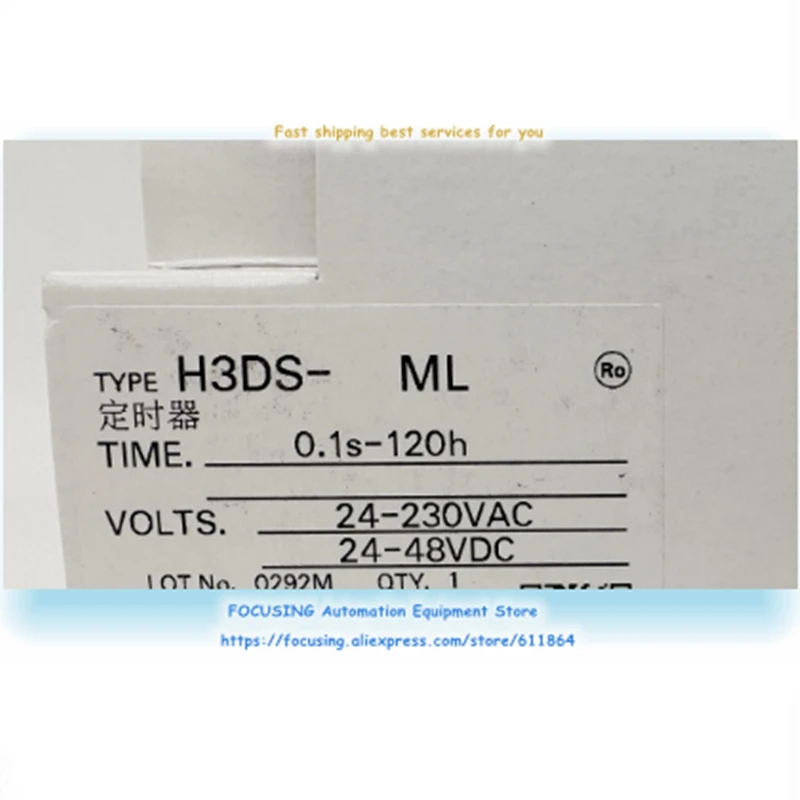 Fast shipping best services for you
TYPE H3DS- ML Ro
定时器
TIME. 0.1s-120h
VOLTS. 24-230VAC
24-48VDC
LOT No. 0292M QTY. 1
FOCUSING Automation Equipment Store
https://focusing.aliexpress.com/store/611864